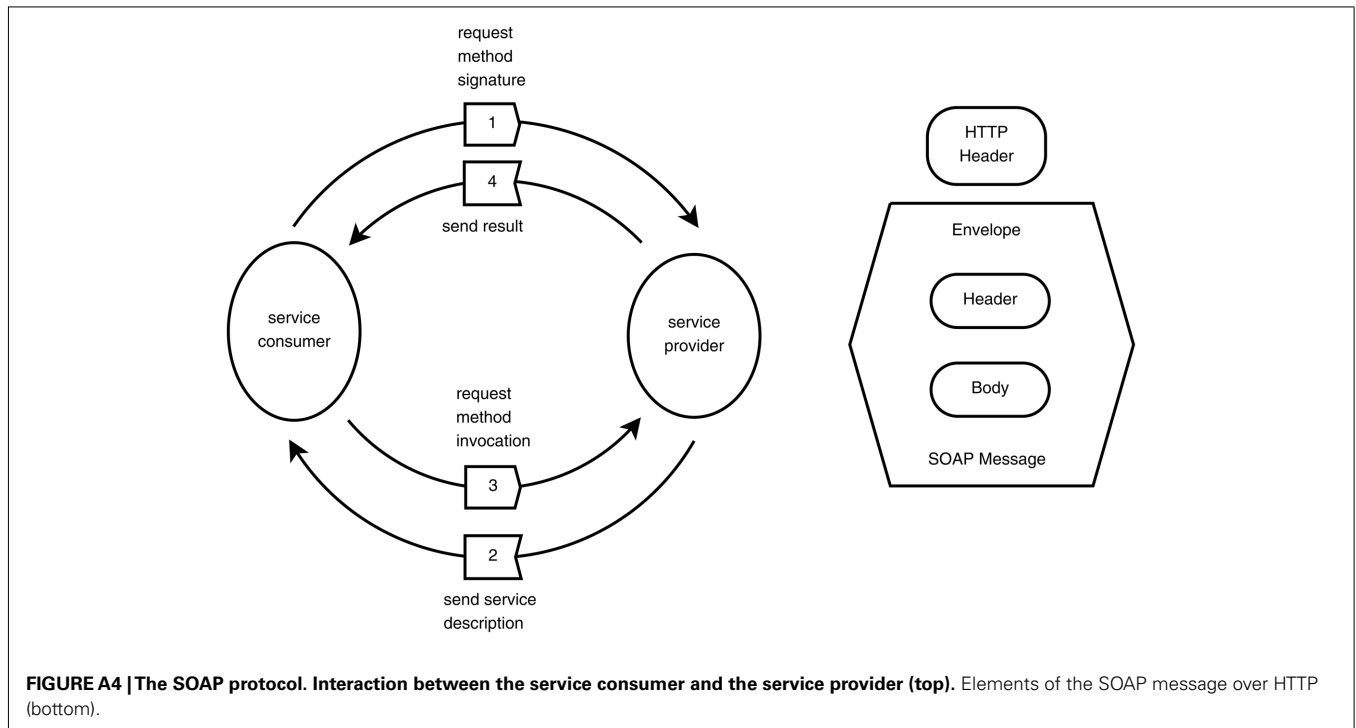 request
method
signature
1
4
send result
service
consumer
service
provider
request
method
invocation
3
2
send service
description
HTTP
Header
Envelope
Header
Body
SOAP Message
FIGURE A4 | The SOAP protocol. Interaction between the service consumer and the service provider (top). Elements of the SOAP message over HTTP
(bottom).